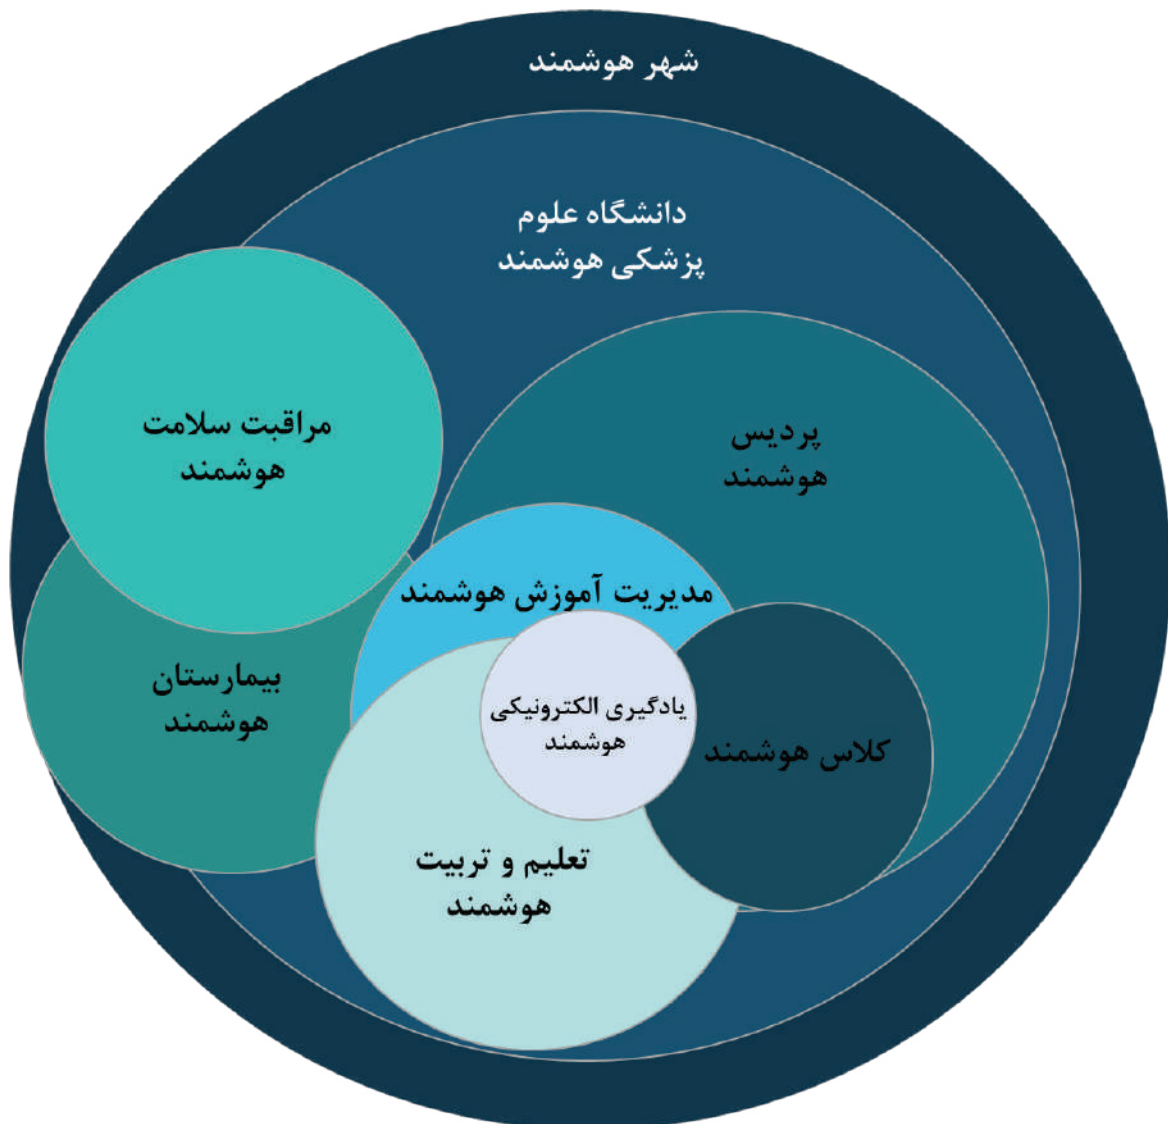 شهر هوشمند
دانشگاه علوم
پزشکی هوشمند
مراقبت سلامت
هوشمند
پردیس
هوشمند
مدیریت آموزش هوشمند
بیمارستان
هوشمند
یادگیری الکترونیکی
هوشمند
کلاس هوشمند
تعلیم و تربیت
هوشمند